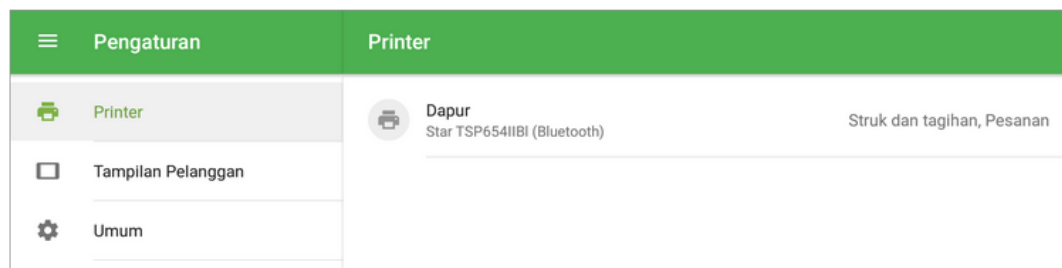 Pengaturan
Printer
Printer
Tampilan Pelanggan
Umum
Dapur
Star TSP654IIBI (Bluetooth)
Struk dan tagihan, Pesanan